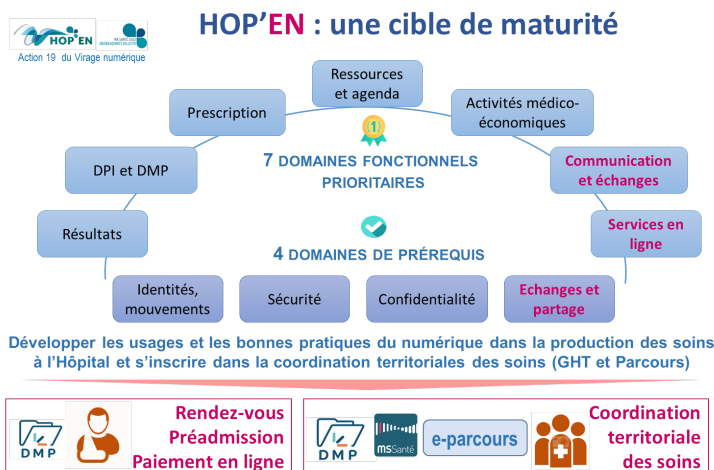 HOP'EN : une cible de maturité
HOP'EN
Action 19 du Virage numérique
Ressources
et agenda
Prescription
Activités médico-
économiques
1
7 DOMAINES FONCTIONNELS
PRIORITAIRES
DPI et DMP
Communication
et échanges
Résultats
Services en
ligne
4 DOMAINES DE PRÉREQUIS
Identités,
mouvements
Sécurité
Confidentialité
Echanges et
partage
Développer les usages et les bonnes pratiques du numérique dans la production des soins
à l'Hôpital et s'inscrire dans la coordination territoriales des soins (GHT et Parcours)
DMP
Rendez-vous
Préadmission
Paiement en ligne
DMP
msSanté
e-parcours
Coordination
territoriale
des soins